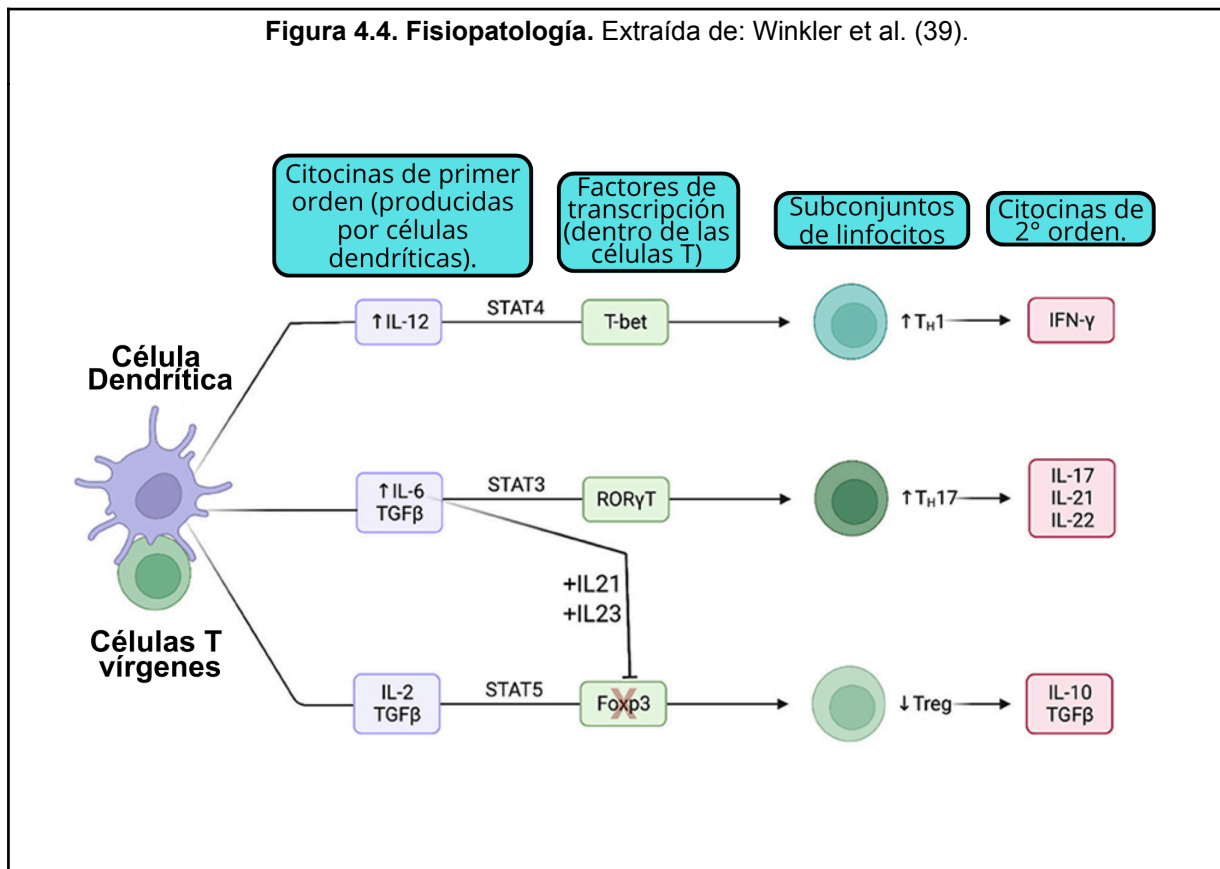 Figura 4.4. Fisiopatología. Extraída de: Winkler et al. (39).
Citocinas de primer
orden (producidas
por células
dendríticas).
Factores de
transcripción
(dentro de las
células T)
Subconjuntos
de linfocitos
Citocinas de
2° orden.
Célula
Dendrítica
Células T
vírgenes
↑IL-12
STAT4
T-bet
↑TH1
IFN-γ
↑IL-6
TGFβ
STAT3
RORγT
↑TH17
IL-17
IL-21
IL-22
+IL21
+IL23
IL-2
TGFβ
STAT5
Foxp3
X
↓Treg
IL-10
TGFβ